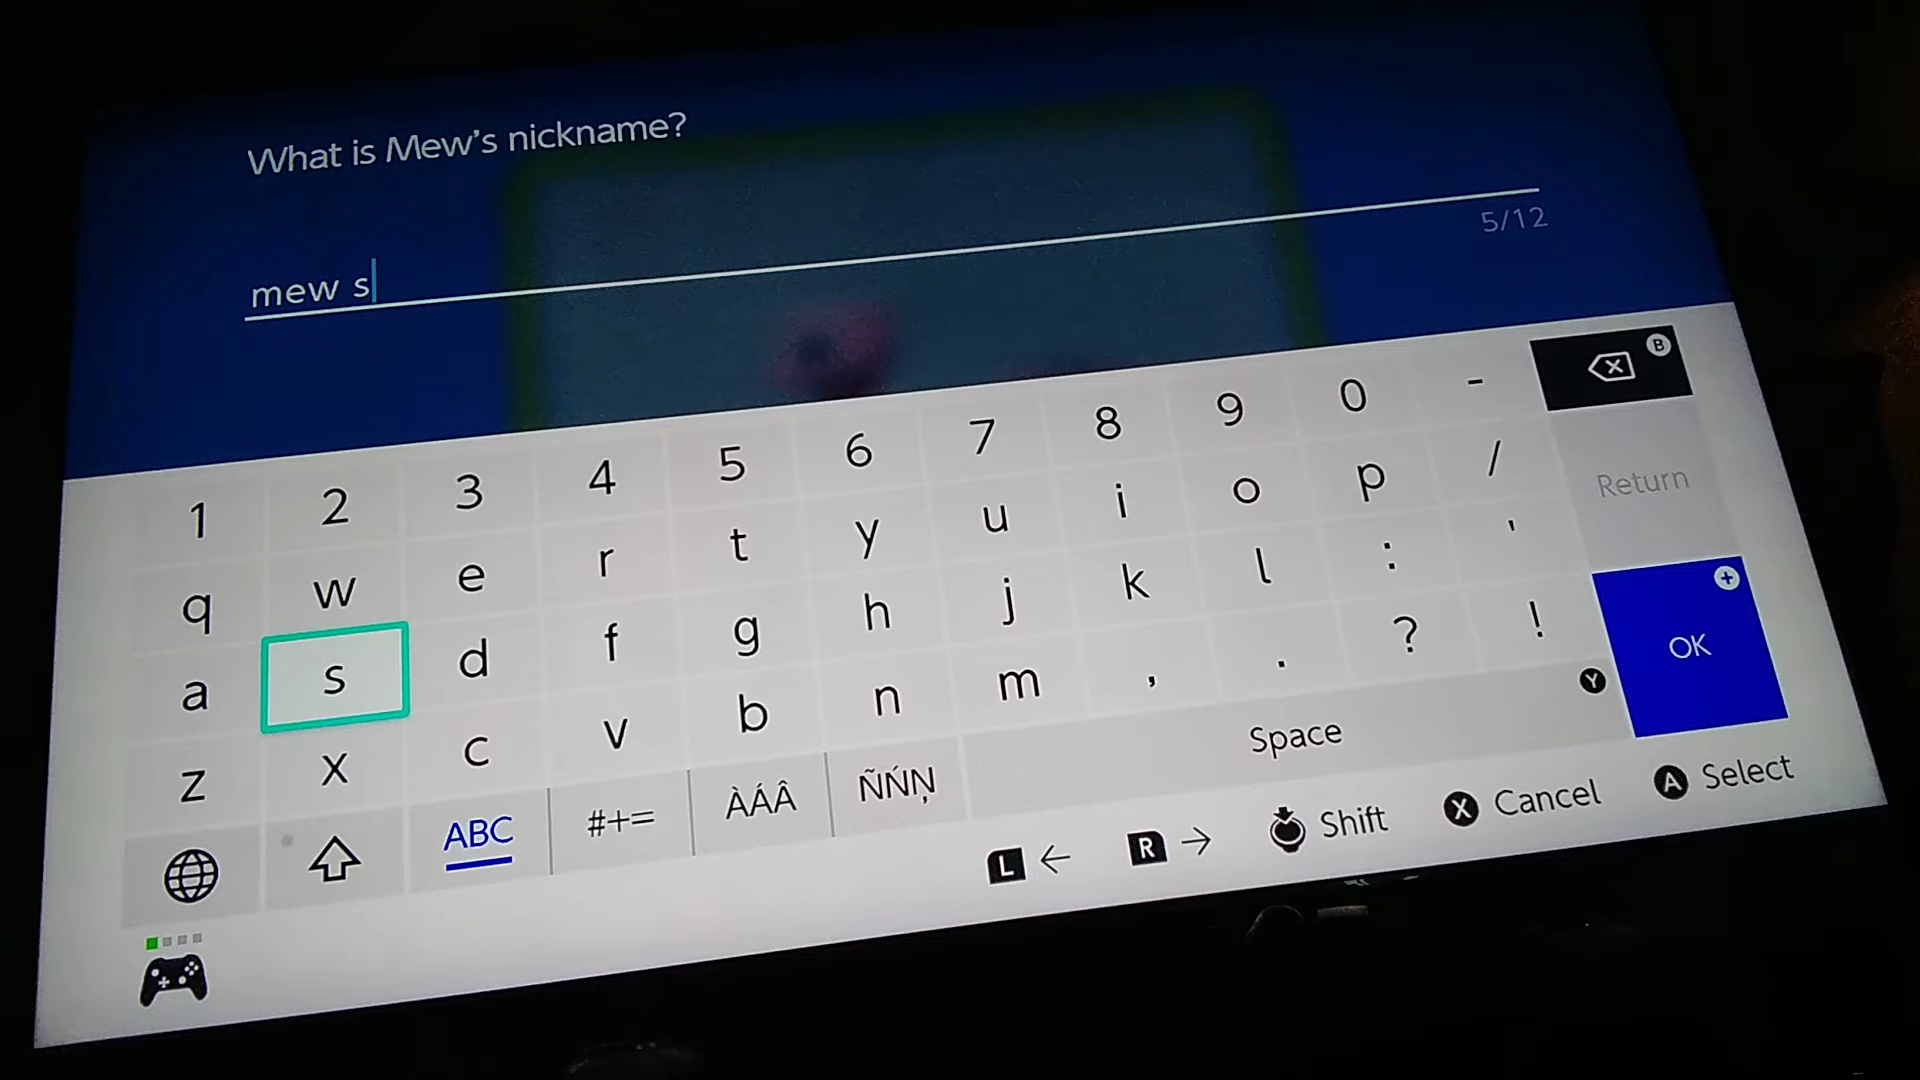 What is Mew's nickname?
5/12
mew s
1 2 3 4 5 6 7 8 9 0 - B
q w e r t y u i o p / Return
a s d f g h j k l : ' + OK
z x c v b n m , . ? !
ABC #+= ÀÁÂ ÑŃŅ Space Y
L ← R → Shift X Cancel A Select